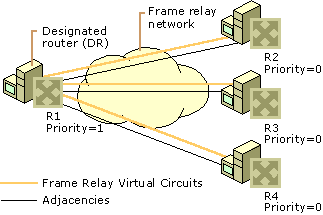 Designated
router (DR)
Frame relay
network
R1
Priority=1
R2
Priority=0
R3
Priority=0
R4
Priority=0
Frame Relay Virtual Circuits
Adjacencies